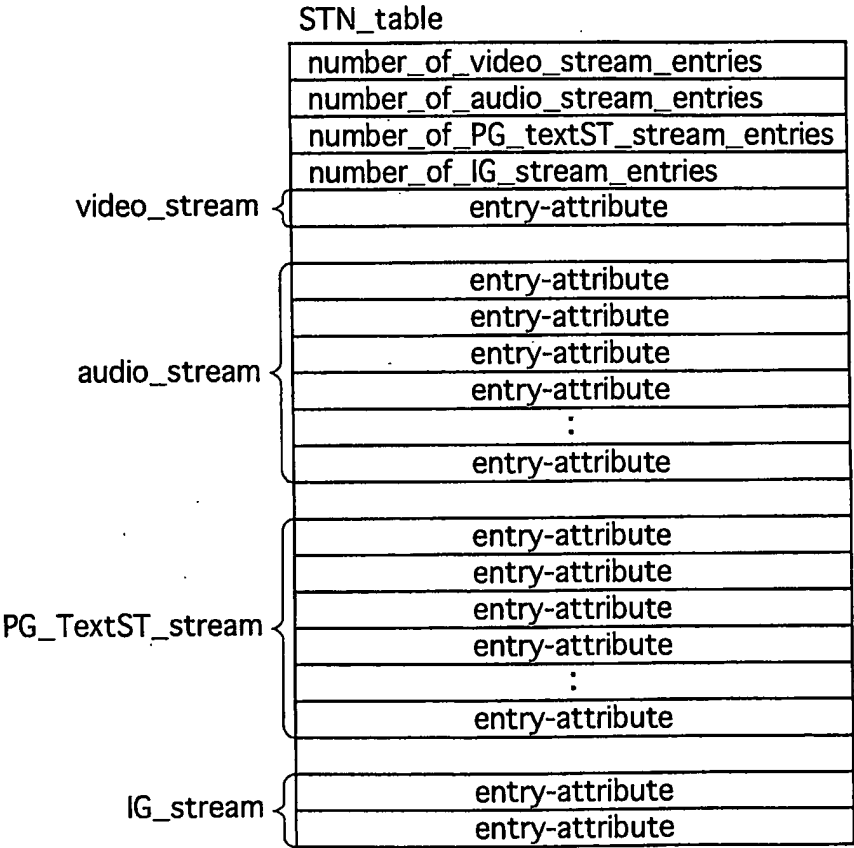 STN_table
number_of_video_stream_entries
number_of_audio_stream_entries
number_of_PG_textST_stream_entries
number_of_IG_stream_entries
video_stream entry-attribute
entry-attribute
entry-attribute
entry-attribute
audio_stream
entry-attribute
:
entry-attribute
entry-attribute
entry-attribute
entry-attribute
PG_TextST_stream
entry-attribute
:
entry-attribute
entry-attribute
IG_stream
entry-attribute